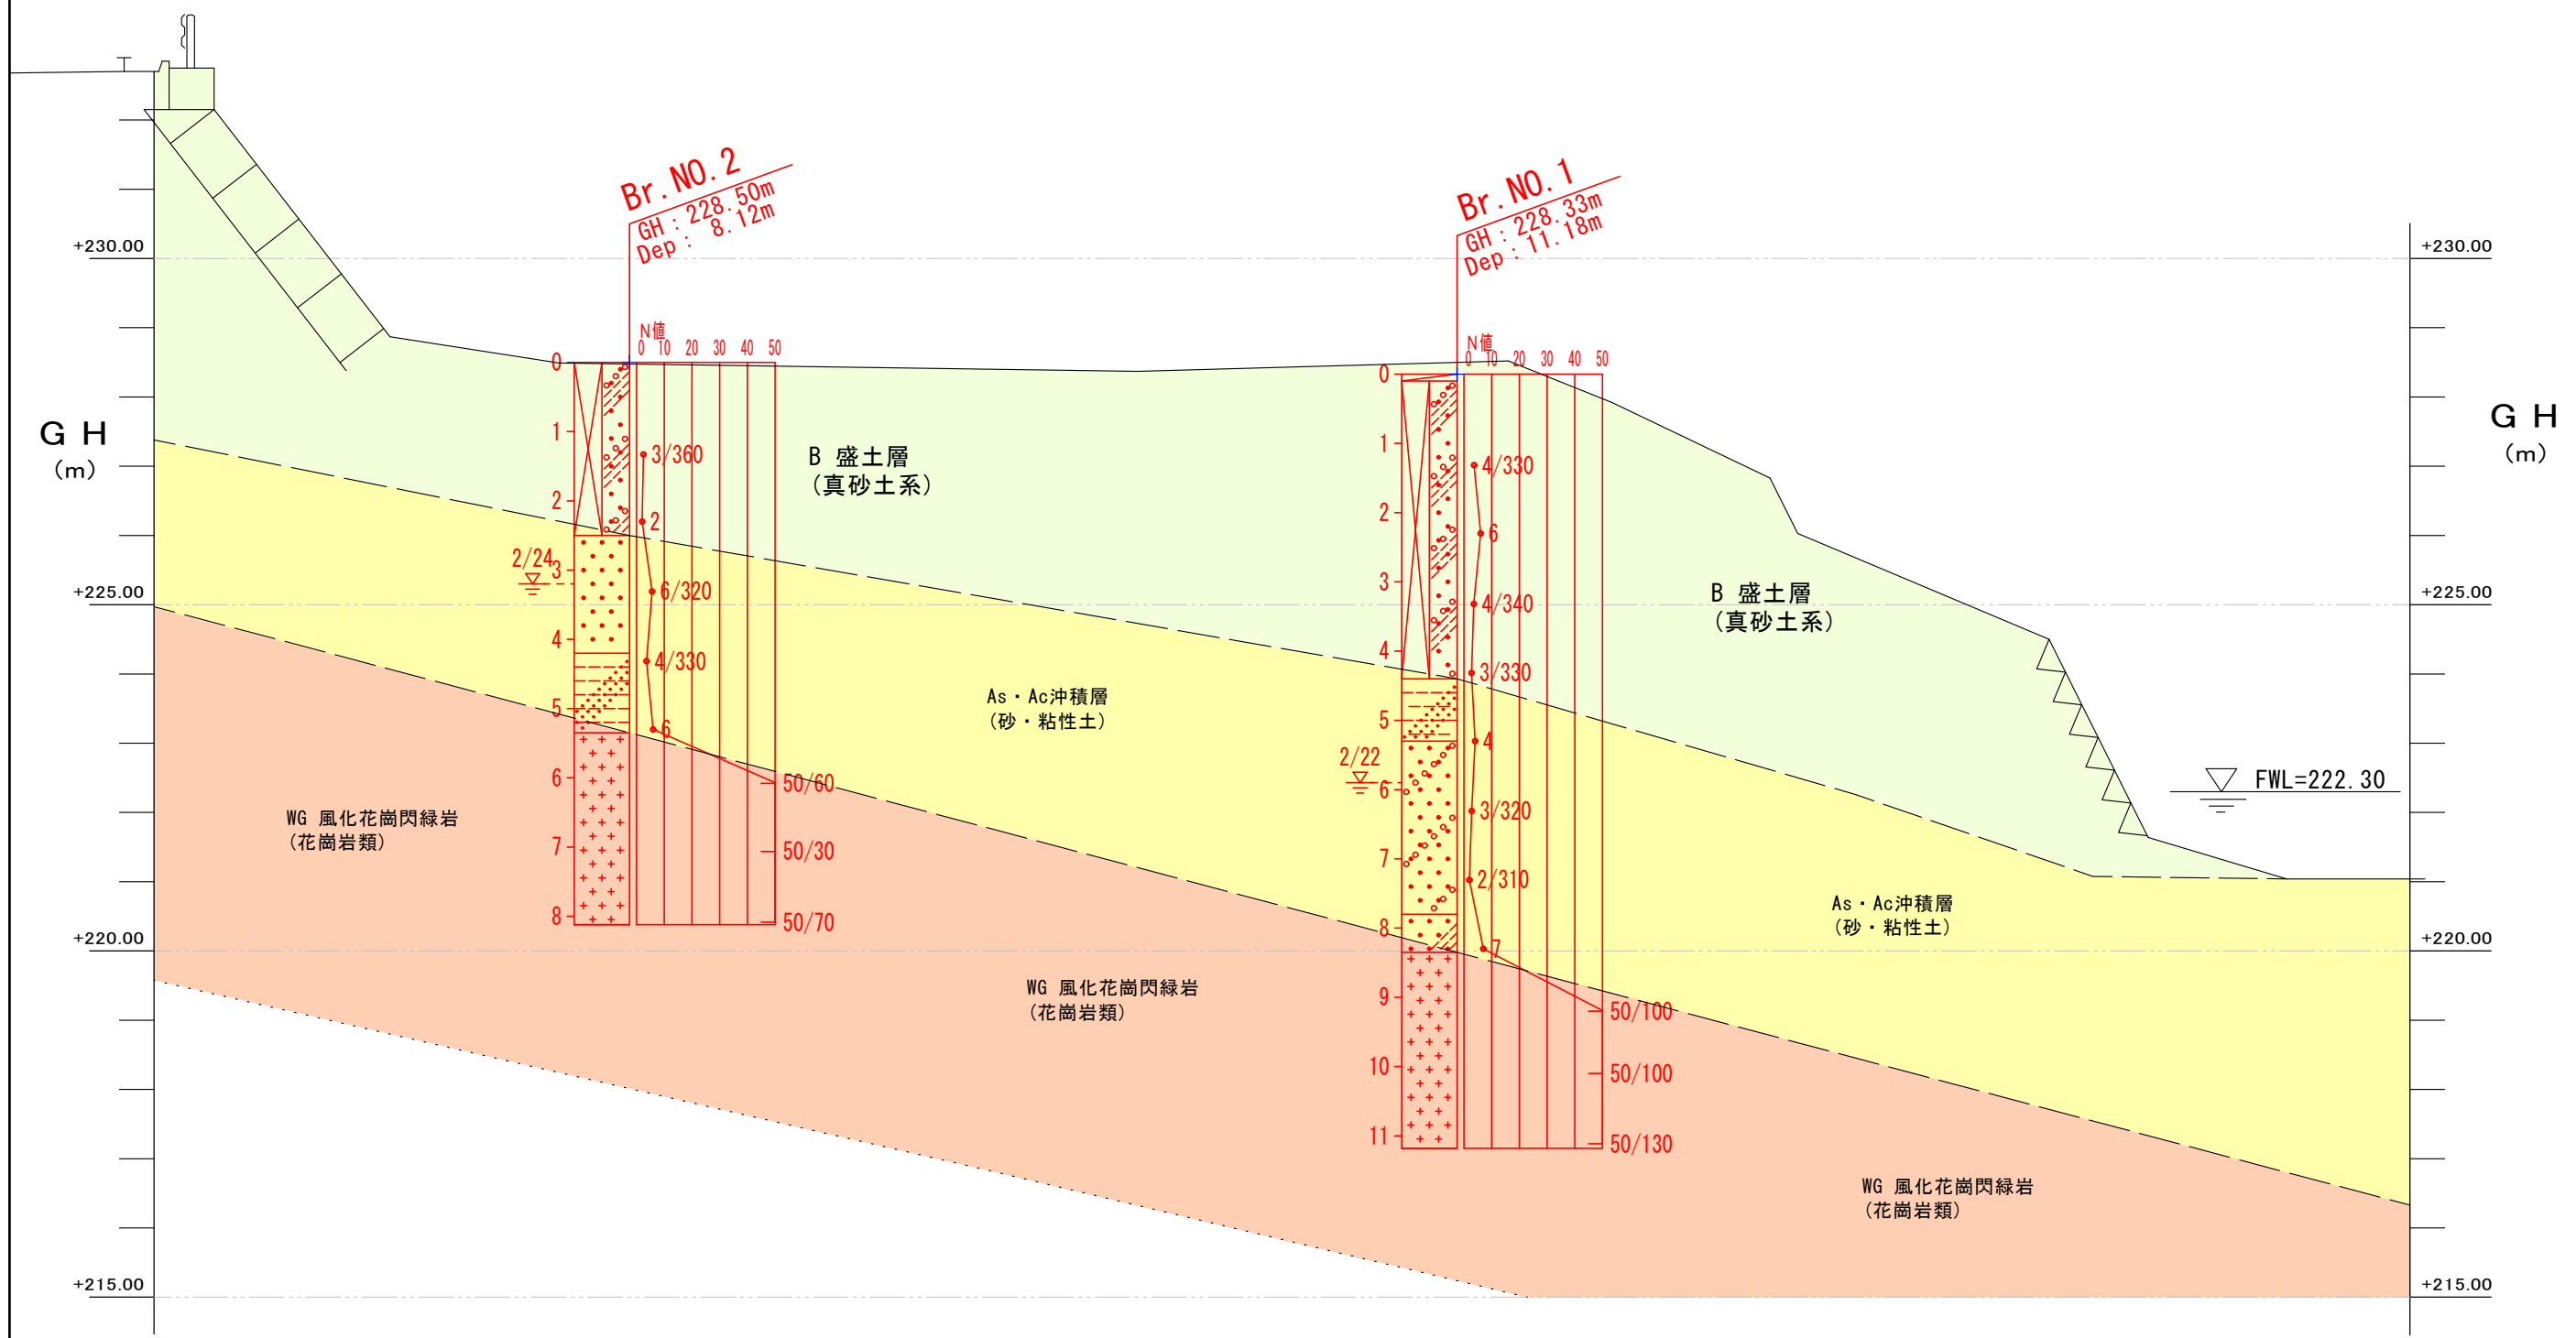 Br.NO.2
GH : 228.50m
Dep : 8.12m
Br.NO.1
GH : 228.33m
Dep : 11.18m
+230.00
+230.00
N値
0 10 20 30 40 50
N値
0 10 20 30 40 50
GH
(m)
GH
(m)
0
1
2
3
4
5
6
7
8
3/360
2
6/320
4/330
6
50/60
50/30
50/70
2/24
B 盛土層
(真砂土系)
0
1
2
3
4
5
6
7
8
9
10
11
4/330
6
4/340
3/330
4
3/320
2/310
7
50/100
50/100
50/130
2/22
B 盛土層
(真砂土系)
+225.00
+225.00
As・Ac沖積層
(砂・粘性土)
FWL=222.30
WG 風化花崗閃緑岩
(花崗岩類)
As・Ac沖積層
(砂・粘性土)
+220.00
+220.00
WG 風化花崗閃緑岩
(花崗岩類)
WG 風化花崗閃緑岩
(花崗岩類)
+215.00
+215.00